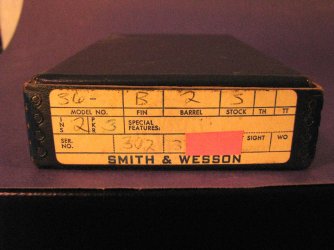 36- B 2 S
MODEL NO. FIN BARREL STOCK TH TT
INS 2 PKR 3 SPECIAL FEATURES:
SER. NO. 3 SIGHT WO
SMITH & WESSON